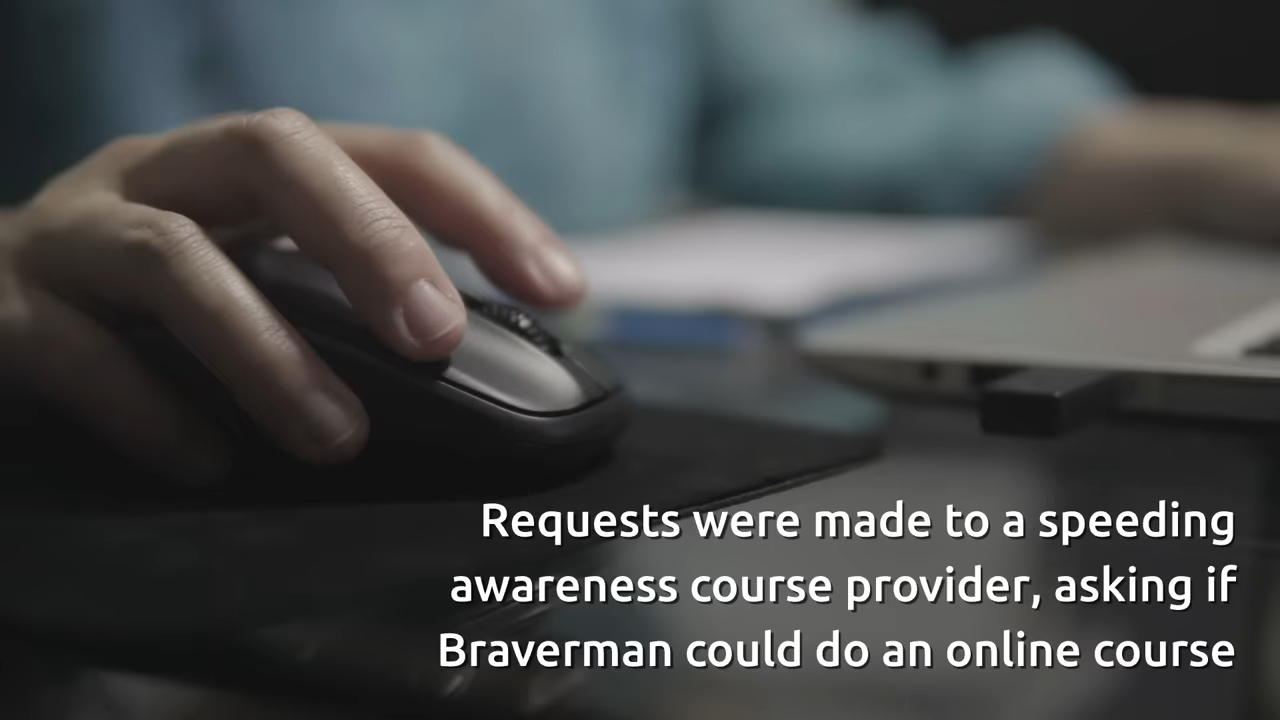 Requests were made to a speeding
awareness course provider, asking if
Braverman could do an online course